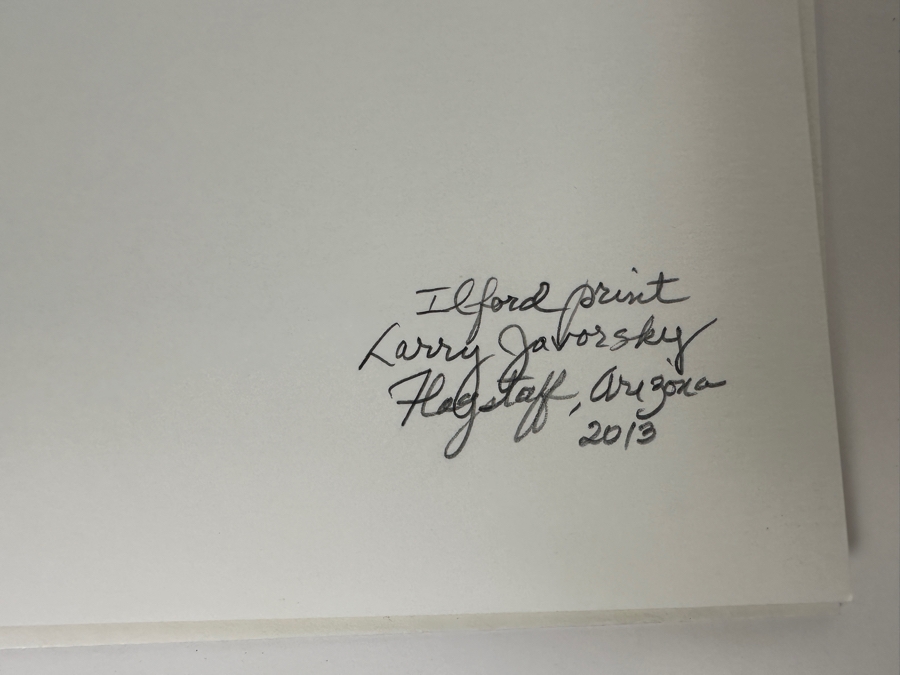 Ilford print
Larry Javorsky
Flagstaff, Arizona
2013